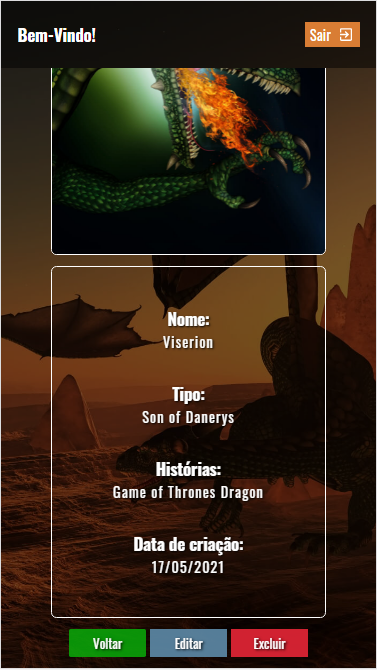 Bem-Vindo!
Sair
Nome:
Viserion
Tipo:
Son of Danerys
Histórias:
Game of Thrones Dragon
Data de criação:
17/05/2021
Voltar
Editar
Excluir